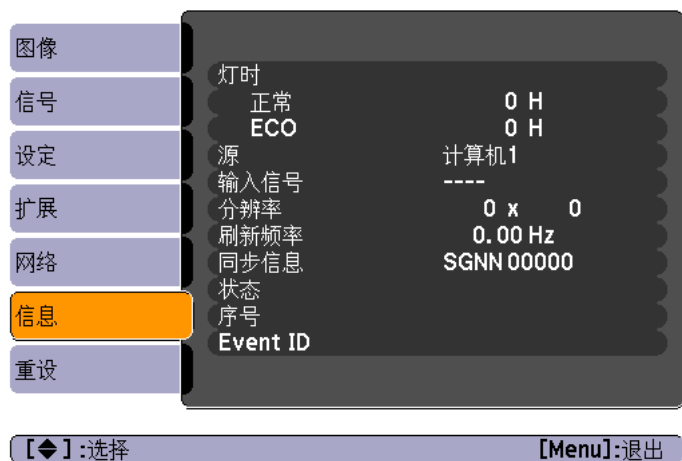 图像
信号
设定
扩展
网络
信息
重设
灯时
正常 0 H
ECO 0 H
源 计算机1
输入信号 ----
分辨率 0 x 0
刷新频率 0.00 Hz
同步信息 SGNN 00000
状态
序号
Event ID
[◆]:选择 [Menu]:退出